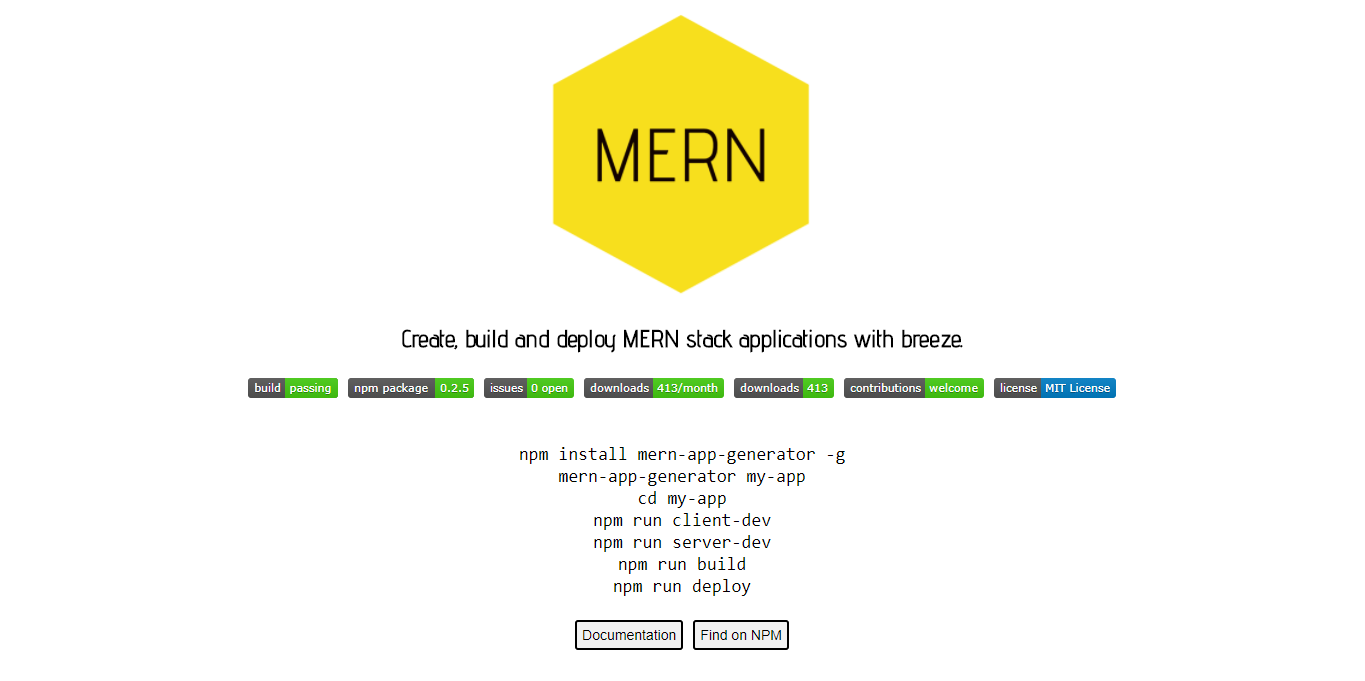 MERN
Create, build and deploy MERN stack applications with breeze.
build passing npm package 0.2.5 issues 0 open downloads 413/month downloads 413 contributions welcome license MIT License
npm install mern-app-generator -g
mern-app-generator my-app
cd my-app
npm run client-dev
npm run server-dev
npm run build
npm run deploy
Documentation Find on NPM